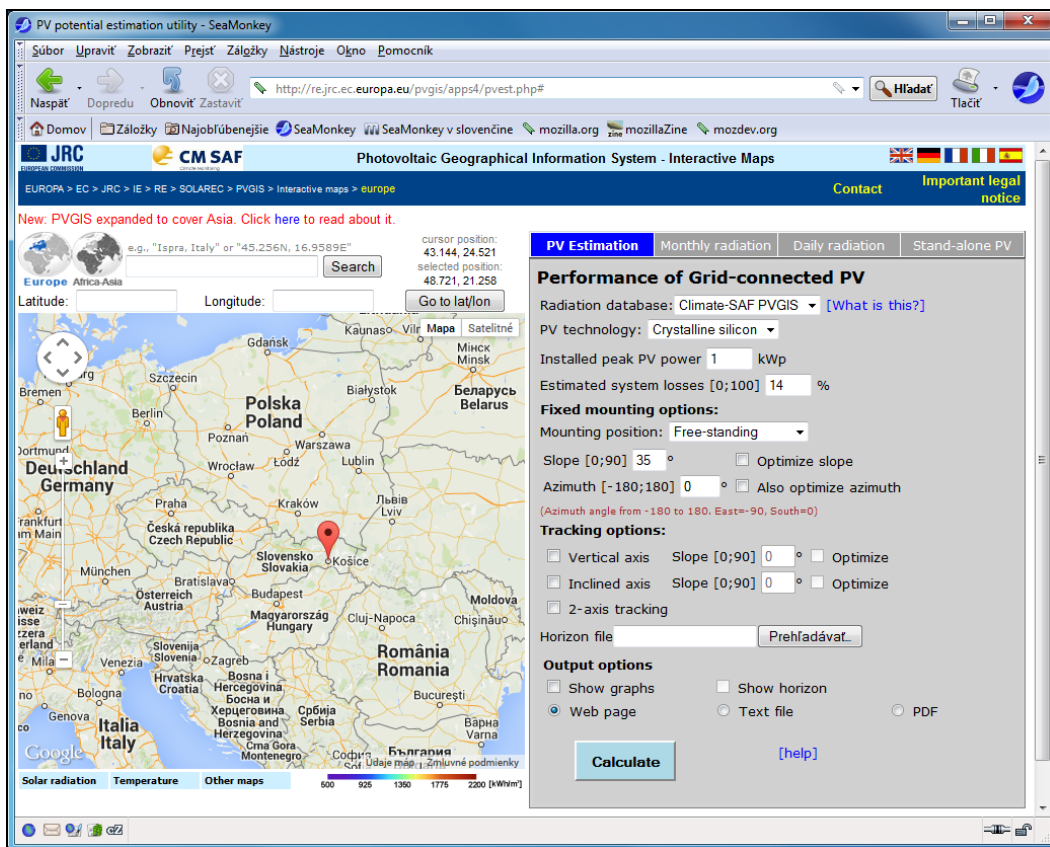 PV potential estimation utility - SeaMonkey
Súbor Upraviť Zobraziť Prejsť Záložky Nástroje Okno Pomocník
Naspäť Dopredu Obnoviť Zastaviť http://re.jrc.ec.europa.eu/pvgis/apps4/pvest.php# Hľadať Tlačiť
Domov Záložky Najobľúbenejšie SeaMonkey SeaMonkey v slovenčine mozilla.org mozillaZine mozdev.org
JRC CM SAF Photovoltaic Geographical Information System - Interactive Maps
EUROPEAN COMMISSION
EUROPA > EC > JRC > IE > RE > SOLAREC > PVGIS > Interactive maps > europe Contact Important legal notice
New: PVGIS expanded to cover Asia. Click here to read about it.
e.g., "Ispra, Italy" or "45.256N, 16.9589E"
Search
Europe Africa-Asia
cursor position:
43.144, 24.521
selected position:
48.721, 21.258
Latitude: Longitude: Go to lat/lon
Mapa Satelitné
Kaunas Viln
Gdańsk
Мінск
Minsk
Szczecin
Białystok
Беларусь
Belarus
Bremen
Berlin
Polska
Poland
Poznań
Warszawa
Dortmund
Deutschland
Germany
Wrocław
Łódź
Lublin
Praha
Kraków
Львів
Lviv
Česká republika
Czech Republic
Slovensko
Slovakia
Košice
München
Bratislava
Österreich
Austria
Budapest
Magyarország
Hungary
Cluj-Napoca
Moldova
Chișinău
Slovenija
Slovenia
Zagreb
Venezia
România
Romania
Hrvatska
Croatia
Bosna i
Hercegovina
Босна и
Херцеговина
Bosnia and
Herzegovina
Србија
Serbia
București
Bologna
Genova
Italia
Italy
Crna Gora
Montenegro
България
Варна
Varna
Google
Údaje máp Zmluvné podmienky
Solar radiation Temperature Other maps
600 925 1350 1775 2200 [kWh/m²]
PV Estimation Monthly radiation Daily radiation Stand-alone PV
Performance of Grid-connected PV
Radiation database: Climate-SAF PVGIS [What is this?]
PV technology: Crystalline silicon
Installed peak PV power 1 kWp
Estimated system losses [0;100] 14 %
Fixed mounting options:
Mounting position: Free-standing
Slope [0;90] 35 ° Optimize slope
Azimuth [-180;180] 0 ° Also optimize azimuth
(Azimuth angle from -180 to 180. East=-90, South=0)
Tracking options:
Vertical axis Slope [0;90] 0 ° Optimize
Inclined axis Slope [0;90] 0 ° Optimize
2-axis tracking
Horizon file Prehľadávať...
Output options
Show graphs Show horizon
Web page Text file PDF
Calculate [help]